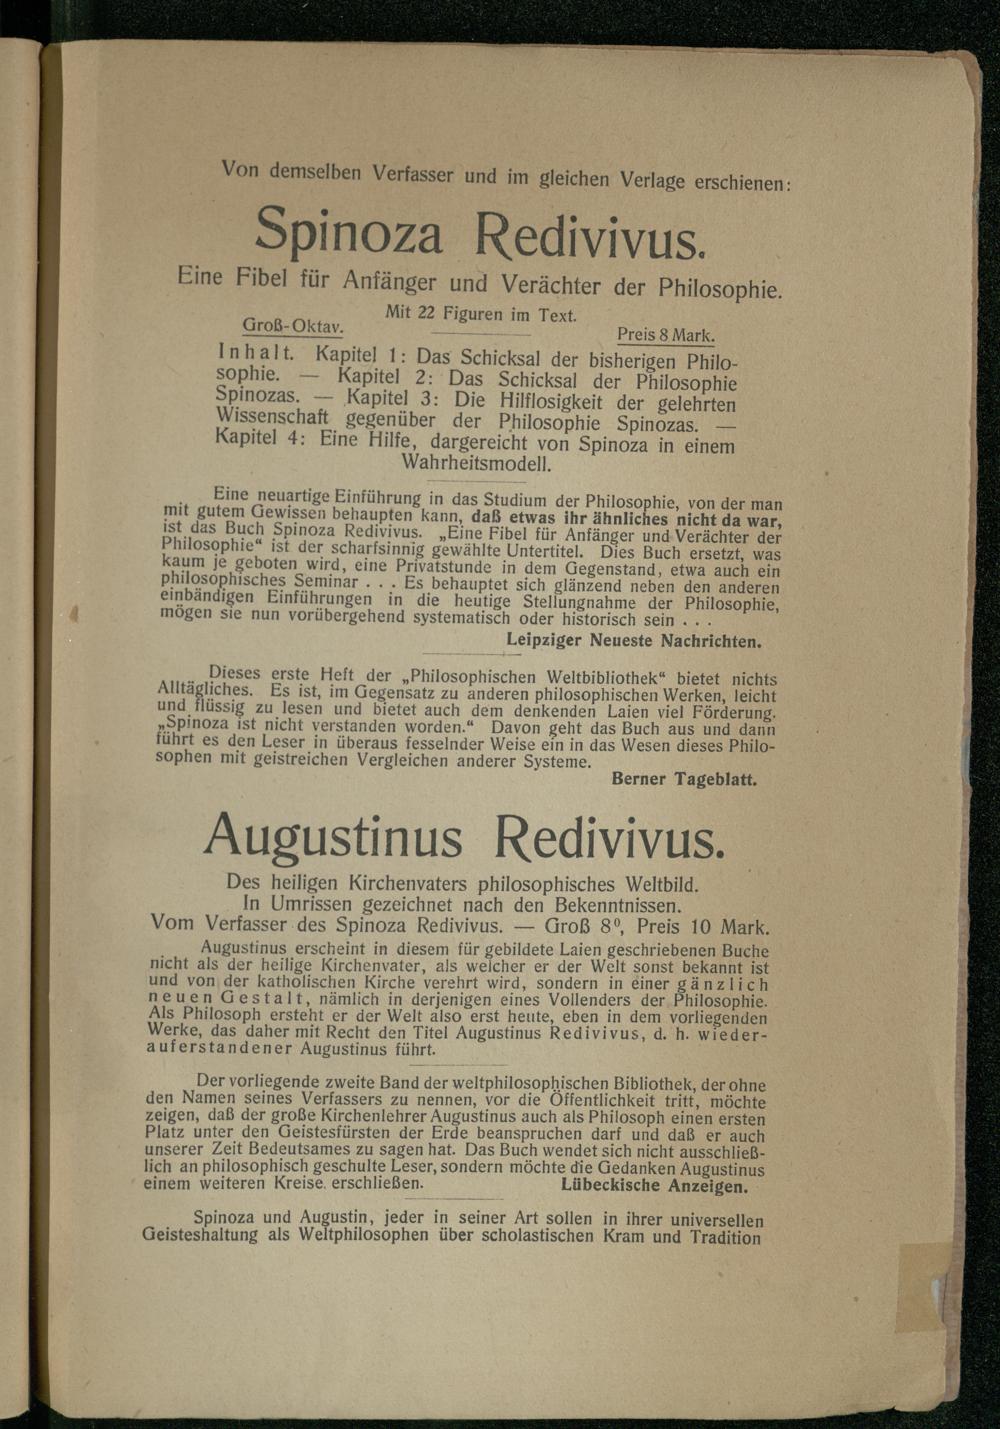 Von demselben Verfasser und im gleichen Verlage erschienen:
Spinoza Redivivus.
Eine Fibel für Anfänger und Verächter der Philosophie.
Mit 22 Figuren im Text.
Groß-Oktav.
Preis 8 Mark.
Inhalt. Kapitel 1: Das Schicksal der bisherigen Philo-
sophie. — Kapitel 2: Das Schicksal der Philosophie
Spinozas. — Kapitel 3: Die Hilflosigkeit der gelehrten
Wissenschaft gegenüber der Philosophie Spinozas. —
Kapitel 4: Eine Hilfe, dargereicht von Spinoza in einem
Wahrheitsmodell.
Eine neuartige Einführung in das Studium der Philosophie, von der man
mit gutem Gewissen behaupten kann, daß etwas ihr ähnliches nicht da war,
ist das Buch Spinoza Redivivus. „Eine Fibel für Anfänger und Verächter der
Philosophie“ ist der scharfsinnig gewählte Untertitel. Dies Buch ersetzt, was
kaum je geboten wird, eine Privatstunde in dem Gegenstand, etwa auch ein
philosophisches Seminar . . . Es behauptet sich glänzend neben den anderen
einbändigen Einführungen in die heutige Stellungnahme der Philosophie,
mögen sie nun vorübergehend systematisch oder historisch sein . . .
Leipziger Neueste Nachrichten.
Dieses erste Heft der „Philosophischen Weltbibliothek“ bietet nichts
Alltägliches. Es ist, im Gegensatz zu anderen philosophischen Werken, leicht
und flüssig zu lesen und bietet auch dem denkenden Laien viel Förderung.
„Spinoza ist nicht verstanden worden.“ Davon geht das Buch aus und dann
führt es den Leser in überaus fesselnder Weise ein in das Wesen dieses Philo-
sophen mit geistreichen Vergleichen anderer Systeme.
Berner Tageblatt.
Augustinus Redivivus.
Des heiligen Kirchenvaters philosophisches Weltbild.
In Umrissen gezeichnet nach den Bekenntnissen.
Vom Verfasser des Spinoza Redivivus. — Groß 8⁰, Preis 10 Mark.
Augustinus erscheint in diesem für gebildete Laien geschriebenen Buche
nicht als der heilige Kirchenvater, als welcher er der Welt sonst bekannt ist
und von der katholischen Kirche verehrt wird, sondern in einer gänzlich
neuen Gestalt, nämlich in derjenigen eines Vollenders der Philosophie.
Als Philosoph ersteht er der Welt also erst heute, eben in dem vorliegenden
Werke, das daher mit Recht den Titel Augustinus Redivivus, d. h. wieder-
auferstandener Augustinus führt.
Der vorliegende zweite Band der weltphilosophischen Bibliothek, der ohne
den Namen seines Verfassers zu nennen, vor die Öffentlichkeit tritt, möchte
zeigen, daß der große Kirchenlehrer Augustinus auch als Philosoph einen ersten
Platz unter den Geistesfürsten der Erde beanspruchen darf und daß er auch
unserer Zeit Bedeutsames zu sagen hat. Das Buch wendet sich nicht ausschließ-
lich an philosophisch geschulte Leser, sondern möchte die Gedanken Augustinus
einem weiteren Kreise erschließen. Lübeckische Anzeigen.
Spinoza und Augustin, jeder in seiner Art sollen in ihrer universellen
Geisteshaltung als Weltphilosophen über scholastischen Kram und Tradition